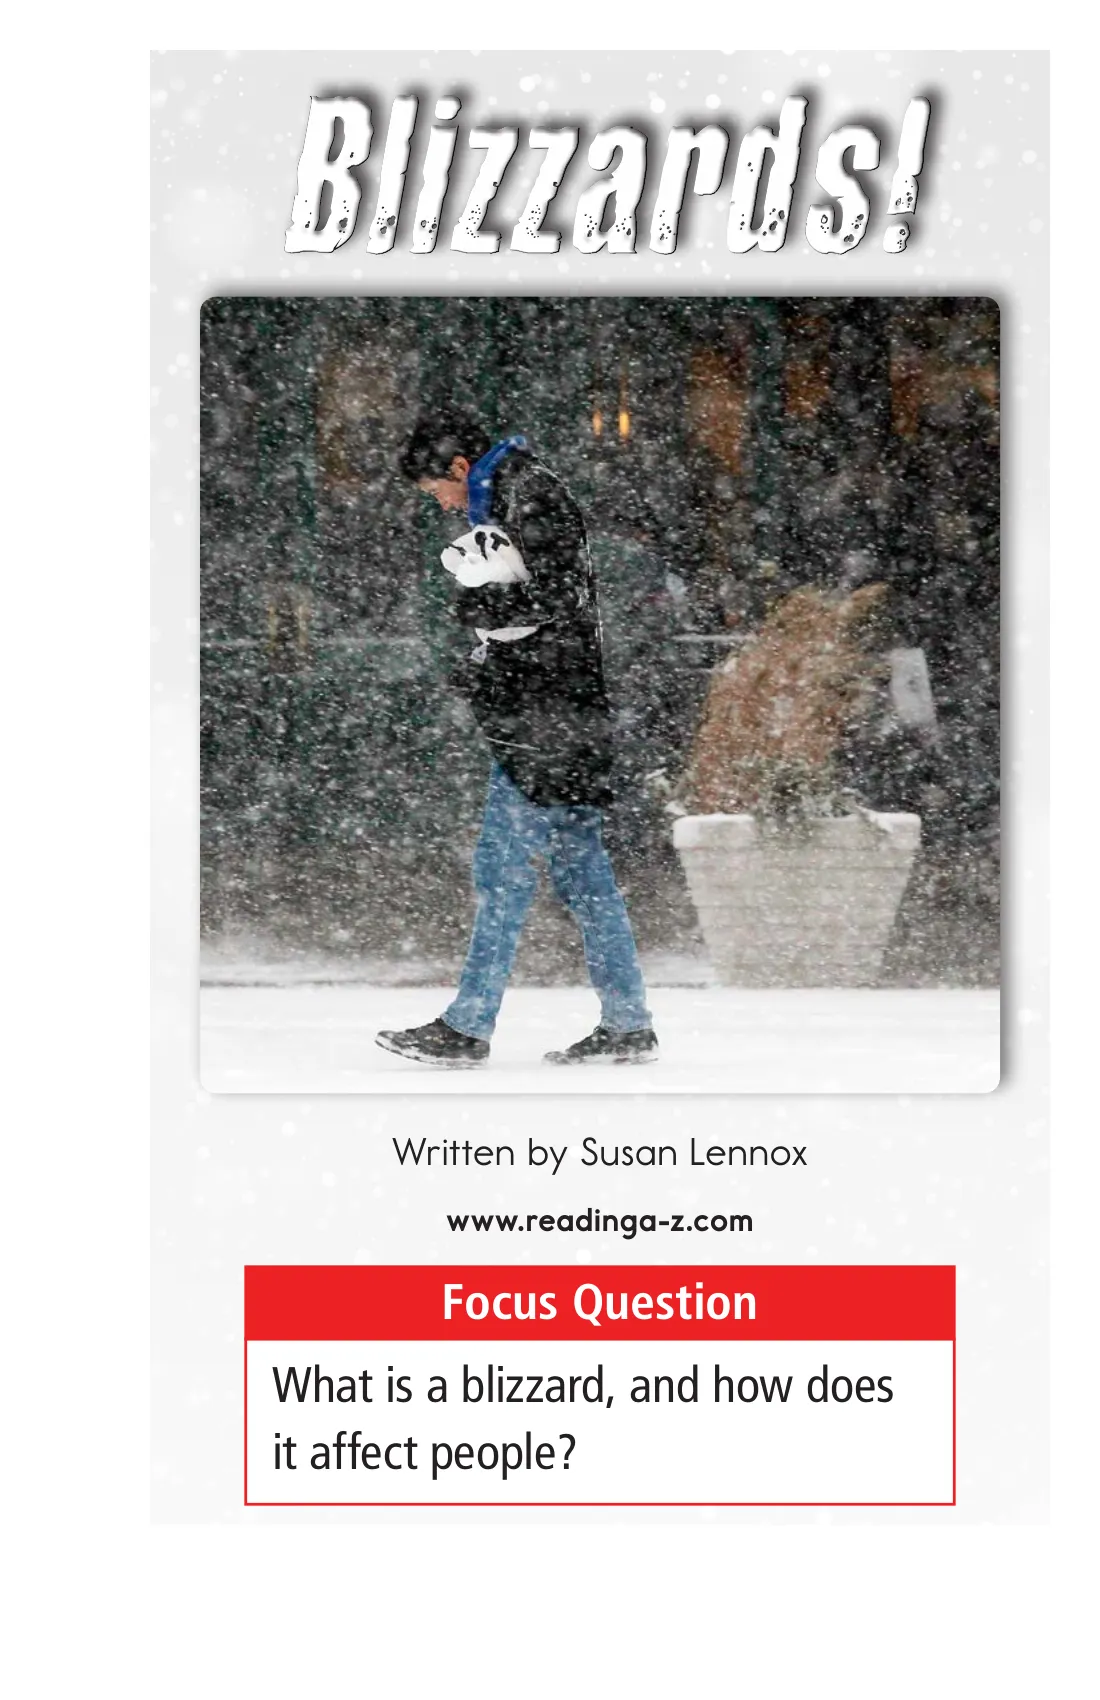 Blizzards!
Written by Susan Lennox
www.readinga-z.com
Focus Question
What is a blizzard, and how does
it affect people?